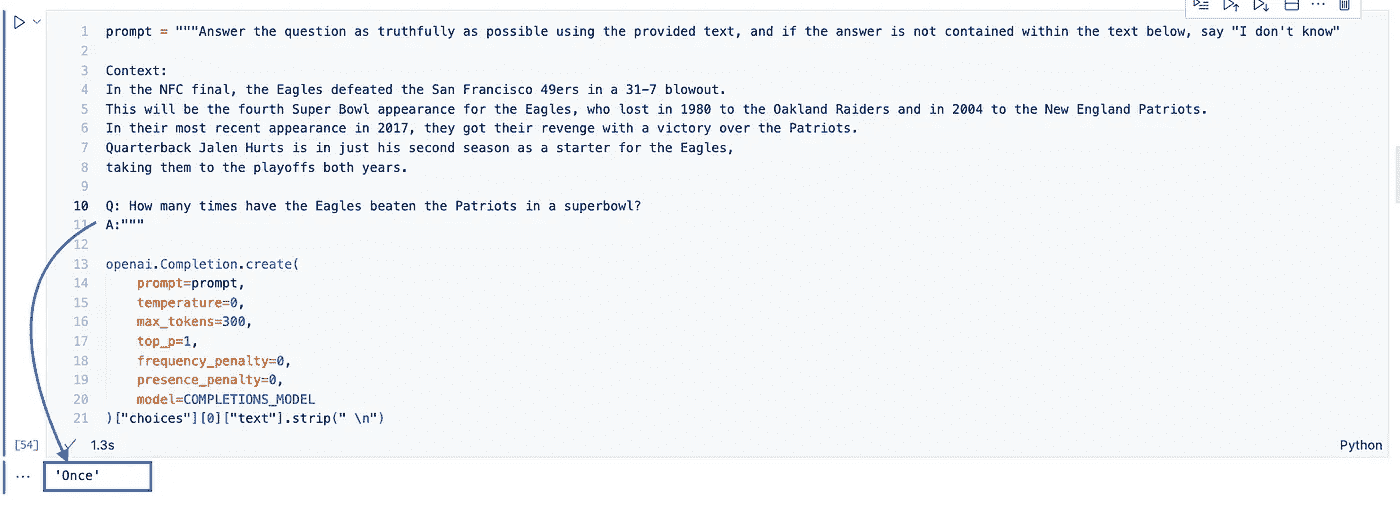 1 prompt = """Answer the question as truthfully as possible using the provided text, and if the answer is not contained within the text below, say "I don't know"
2
3 Context:
4 In the NFC final, the Eagles defeated the San Francisco 49ers in a 31-7 blowout.
5 This will be the fourth Super Bowl appearance for the Eagles, who lost in 1980 to the Oakland Raiders and in 2004 to the New England Patriots.
6 In their most recent appearance in 2017, they got their revenge with a victory over the Patriots.
7 Quarterback Jalen Hurts is in just his second season as a starter for the Eagles,
8 taking them to the playoffs both years.
9
10 Q: How many times have the Eagles beaten the Patriots in a superbowl?
11 A:"""
12
13 openai.Completion.create(
14     prompt=prompt,
15     temperature=0,
16     max_tokens=300,
17     top_p=1,
18     frequency_penalty=0,
19     presence_penalty=0,
20     model=COMPLETIONS_MODEL
21 )["choices"][0]["text"].strip(" \n")
[54] 1.3s Python
'Once'